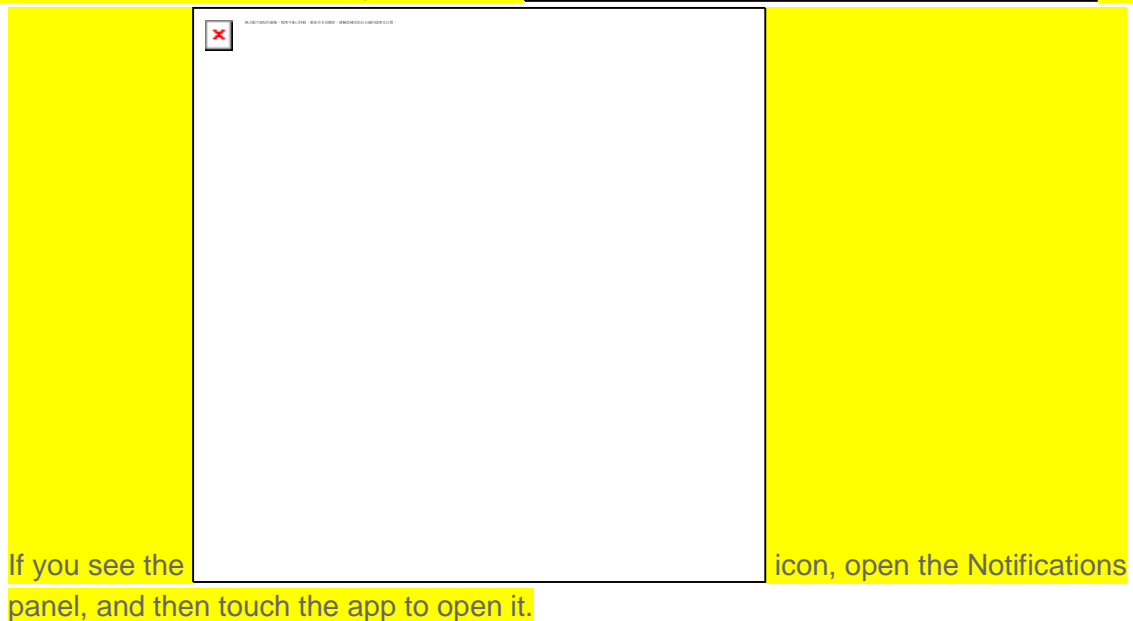 If you see the icon, open the Notifications
panel, and then touch the app to open it.